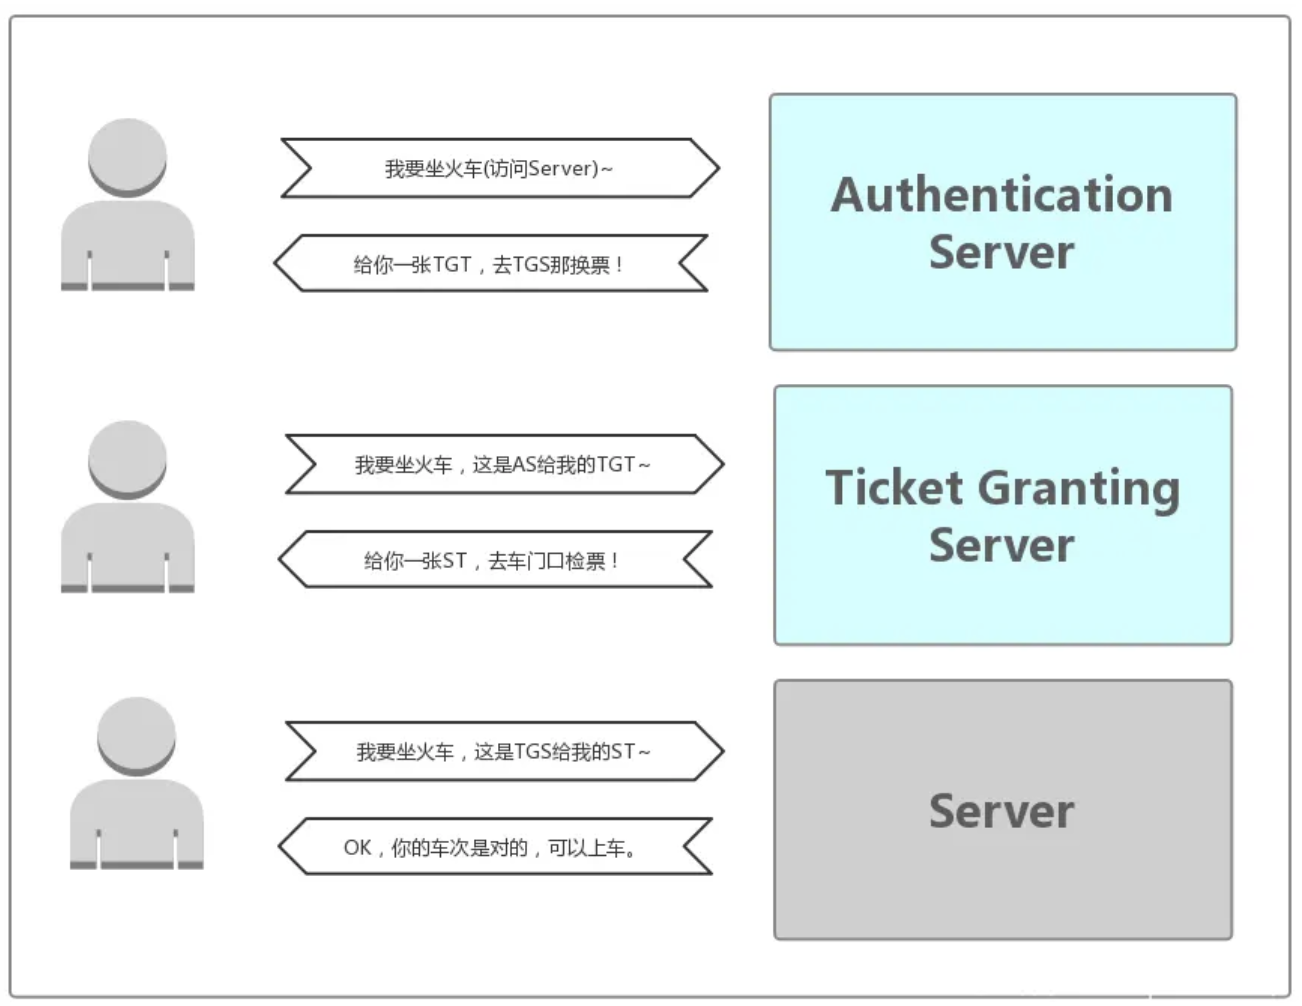 我要坐火车(访问Server)~
给你一张TGT，去TGS那换票！
Authentication
Server
我要坐火车，这是AS给我的TGT~
给你一张ST，去车门口检票！
Ticket Granting
Server
我要坐火车，这是TGS给我的ST~
OK，你的车次是对的，可以上车。
Server